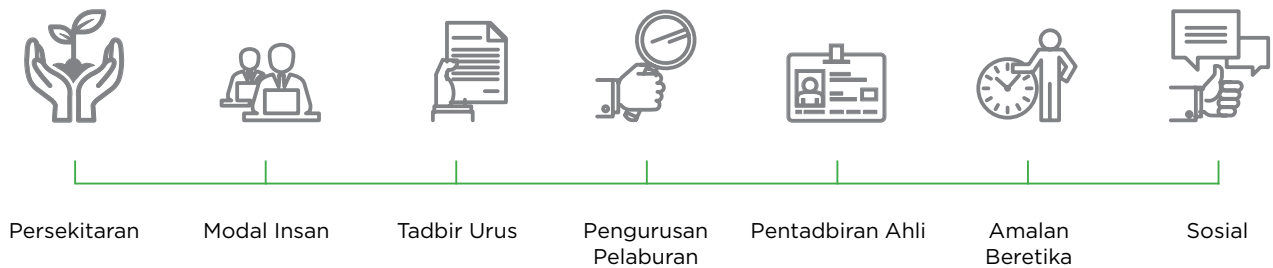 Persekitaran
Modal Insan
Tadbir Urus
Pengurusan
Pelaburan
Pentadbiran Ahli
Amalan
Beretika
Sosial